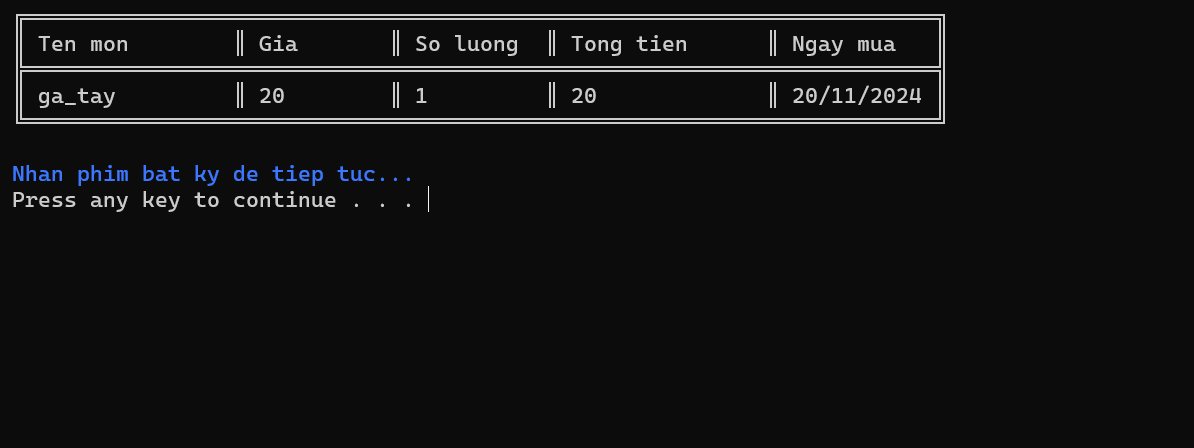 Ten mon ║ Gia ║ So luong ║ Tong tien ║ Ngay mua
ga_tay ║ 20 ║ 1 ║ 20 ║ 20/11/2024
Nhan phim bat ky de tiep tuc...
Press any key to continue . . .